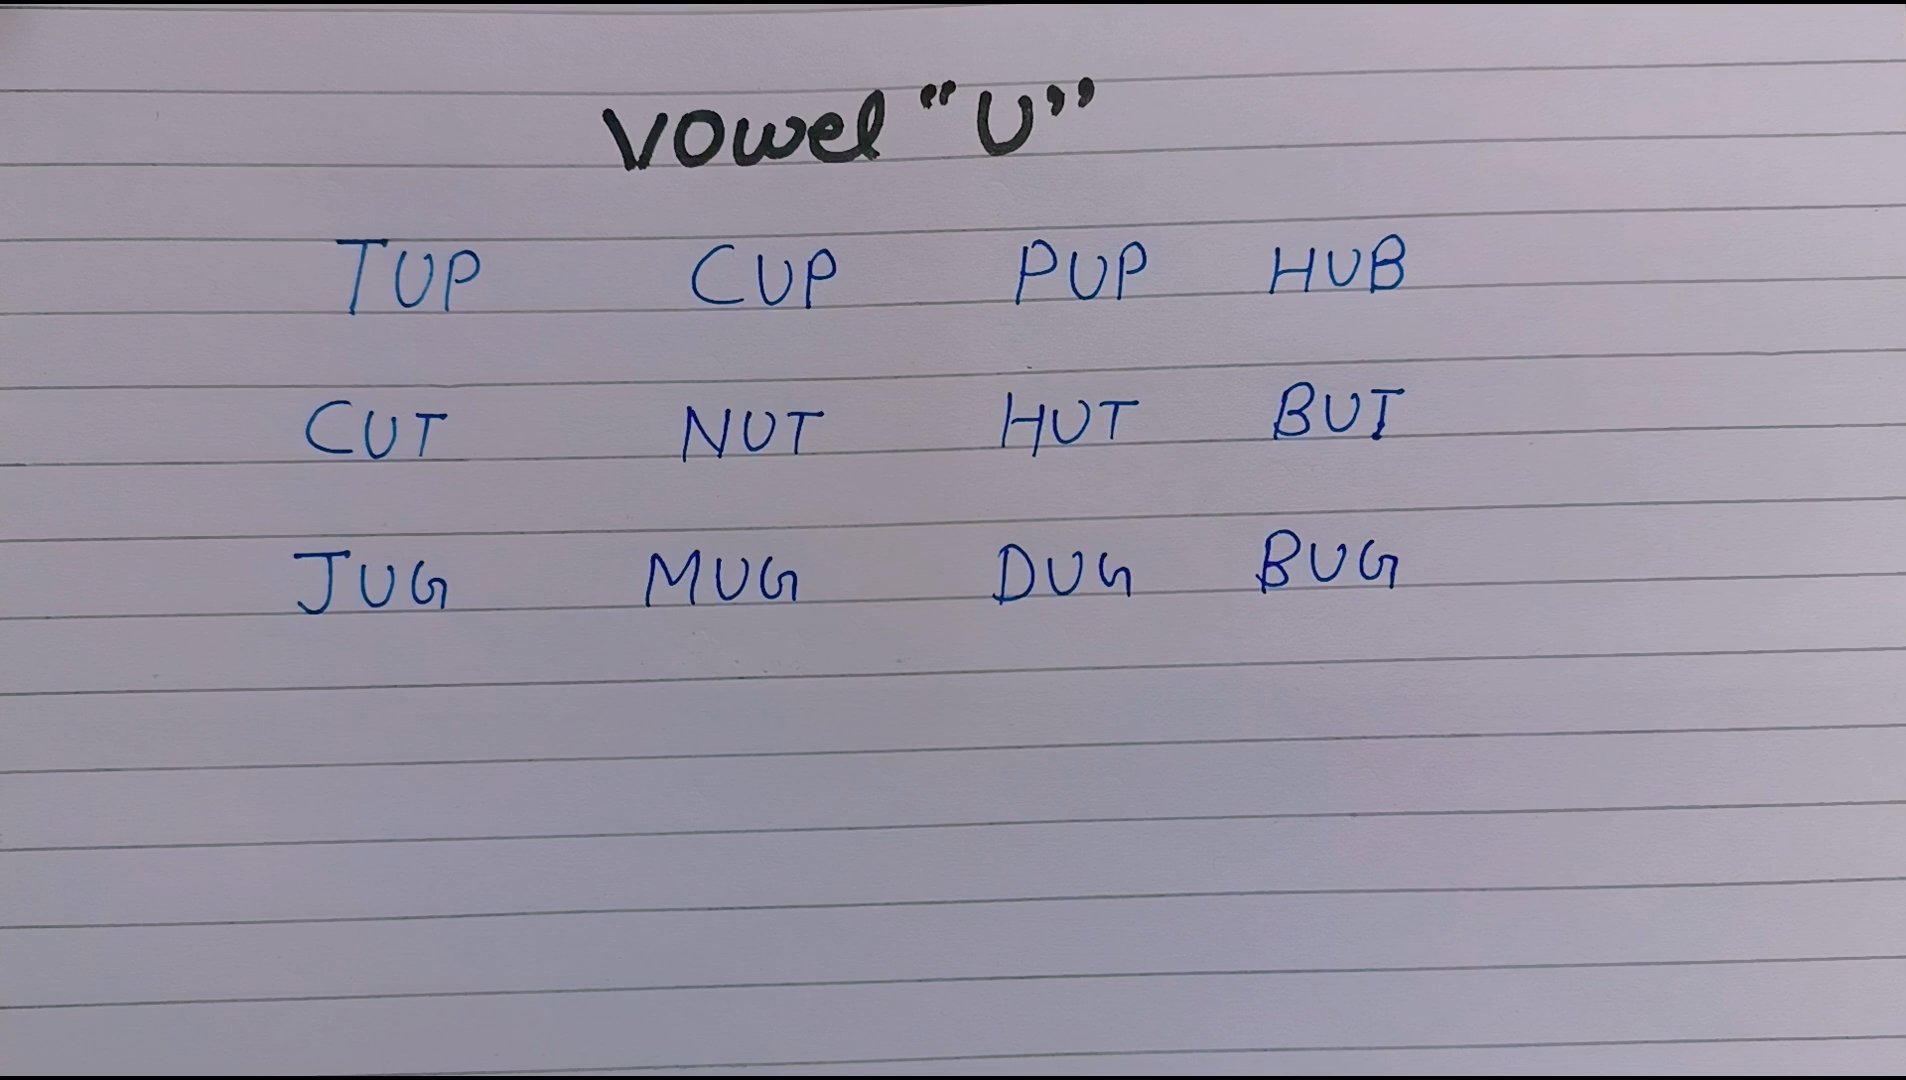 VOWel “U”
TUP CUP PUP HUB
CUT NUT HUT BUT
JUG MUG DUG BUG